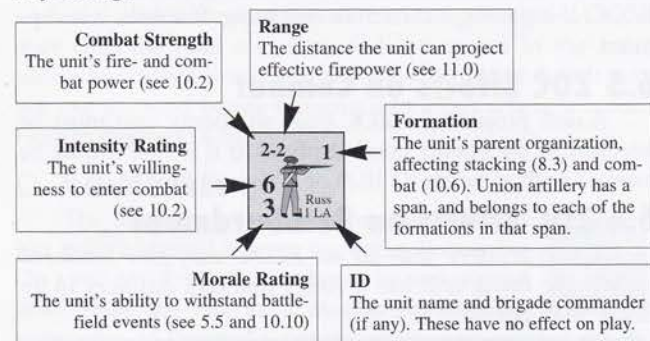 Combat Strength
The unit's fire- and com-
bat power (see 10.2)
Range
The distance the unit can project
effective firepower (see 11.0)
Intensity Rating
The unit's willing-
ness to enter combat
(see 10.2)
2-2 1
6
3
Russ
1 LA
Formation
The unit's parent organization,
affecting stacking (8.3) and com-
bat (10.6). Union artillery has a
span, and belongs to each of the
formations in that span.
Morale Rating
The unit's ability to withstand battle-
field events (see 5.5 and 10.10)
ID
The unit name and brigade commander
(if any). These have no effect on play.